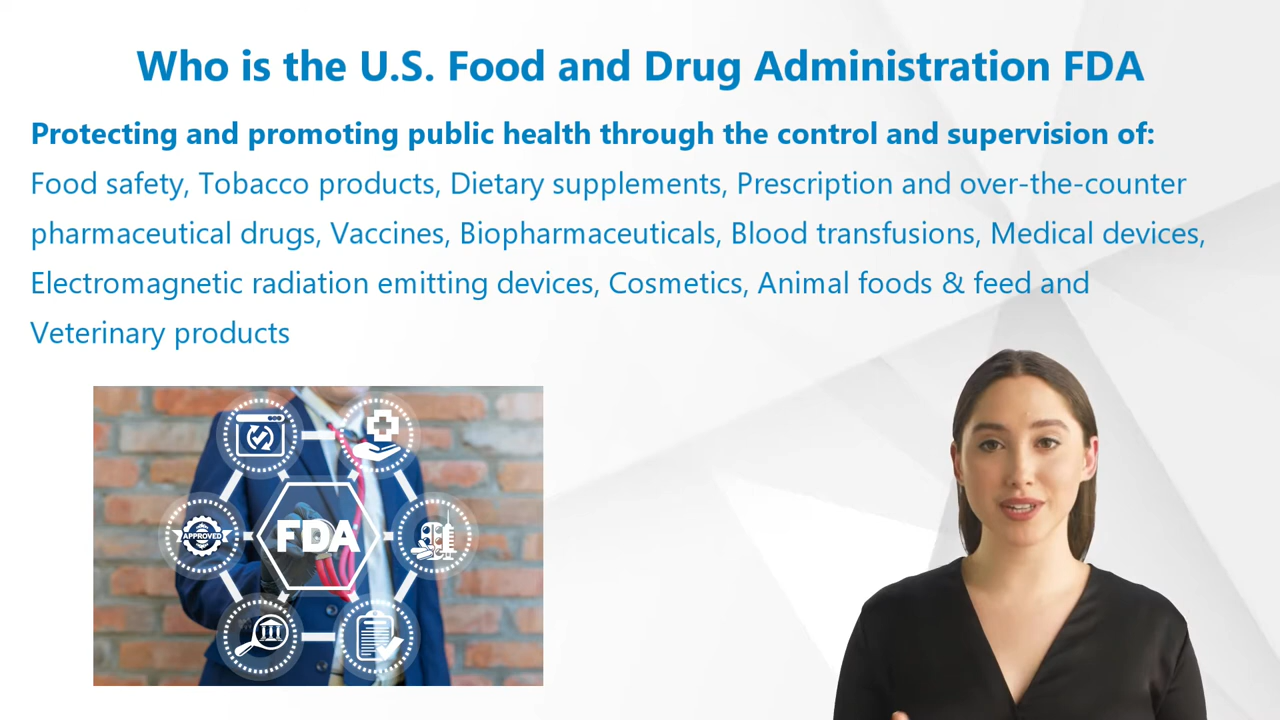 Who is the U.S. Food and Drug Administration FDA
Protecting and promoting public health through the control and supervision of:
Food safety, Tobacco products, Dietary supplements, Prescription and over-the-counter
pharmaceutical drugs, Vaccines, Biopharmaceuticals, Blood transfusions, Medical devices,
Electromagnetic radiation emitting devices, Cosmetics, Animal foods & feed and
Veterinary products
APPROVED
FDA